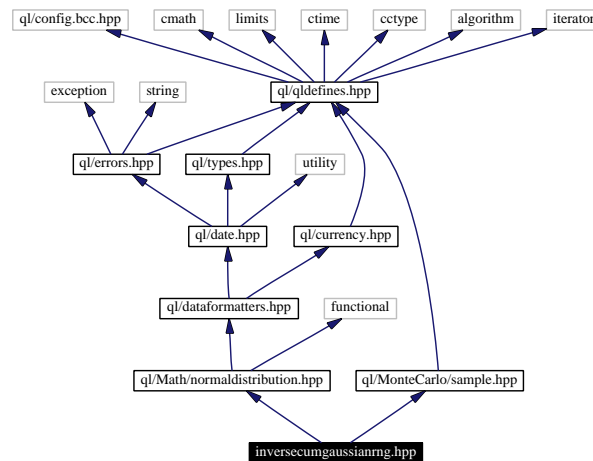 ql/config.bcc.hpp cmath limits ctime cctype algorithm iterator
exception string ql/qldefines.hpp
ql/errors.hpp ql/types.hpp utility
ql/date.hpp ql/currency.hpp
ql/dataformatters.hpp functional
ql/Math/normaldistribution.hpp ql/MonteCarlo/sample.hpp
inversecumgaussianrng.hpp